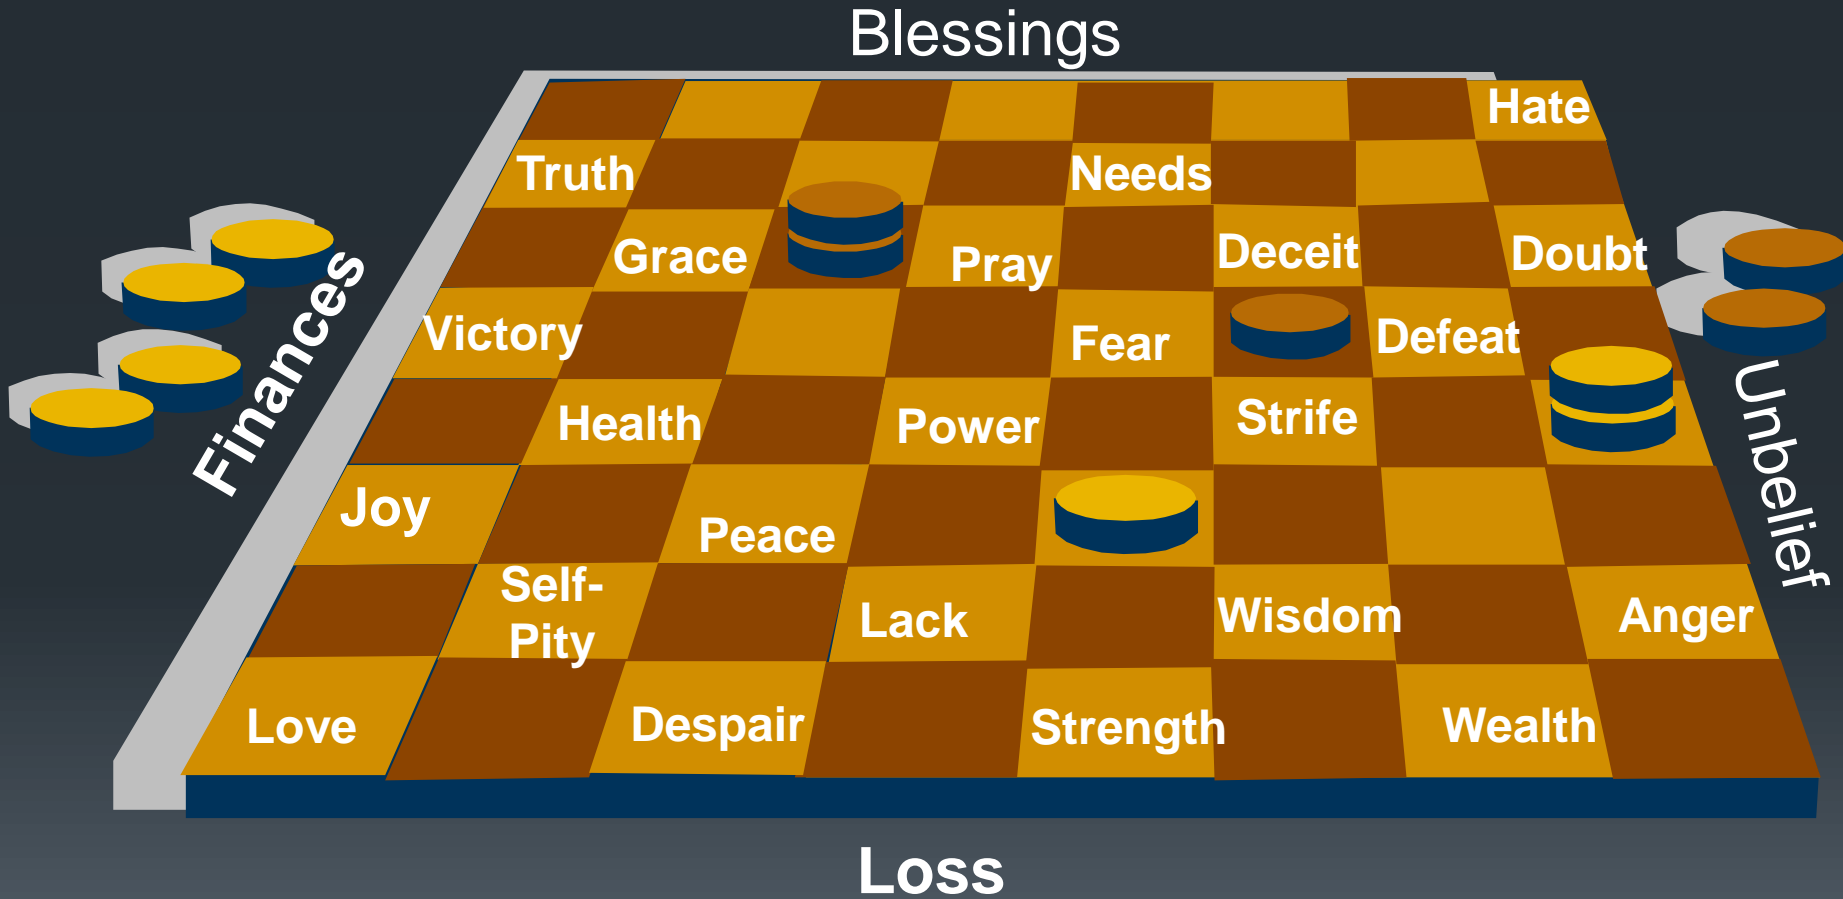 Blessings
Hate
Truth
Needs
Grace
Pray
Deceit
Doubt
Finances
Victory
Fear
Defeat
Unbelief
Health
Power
Strife
Joy
Peace
Self-
Pity
Lack
Wisdom
Anger
Love
Despair
Strength
Wealth
Loss